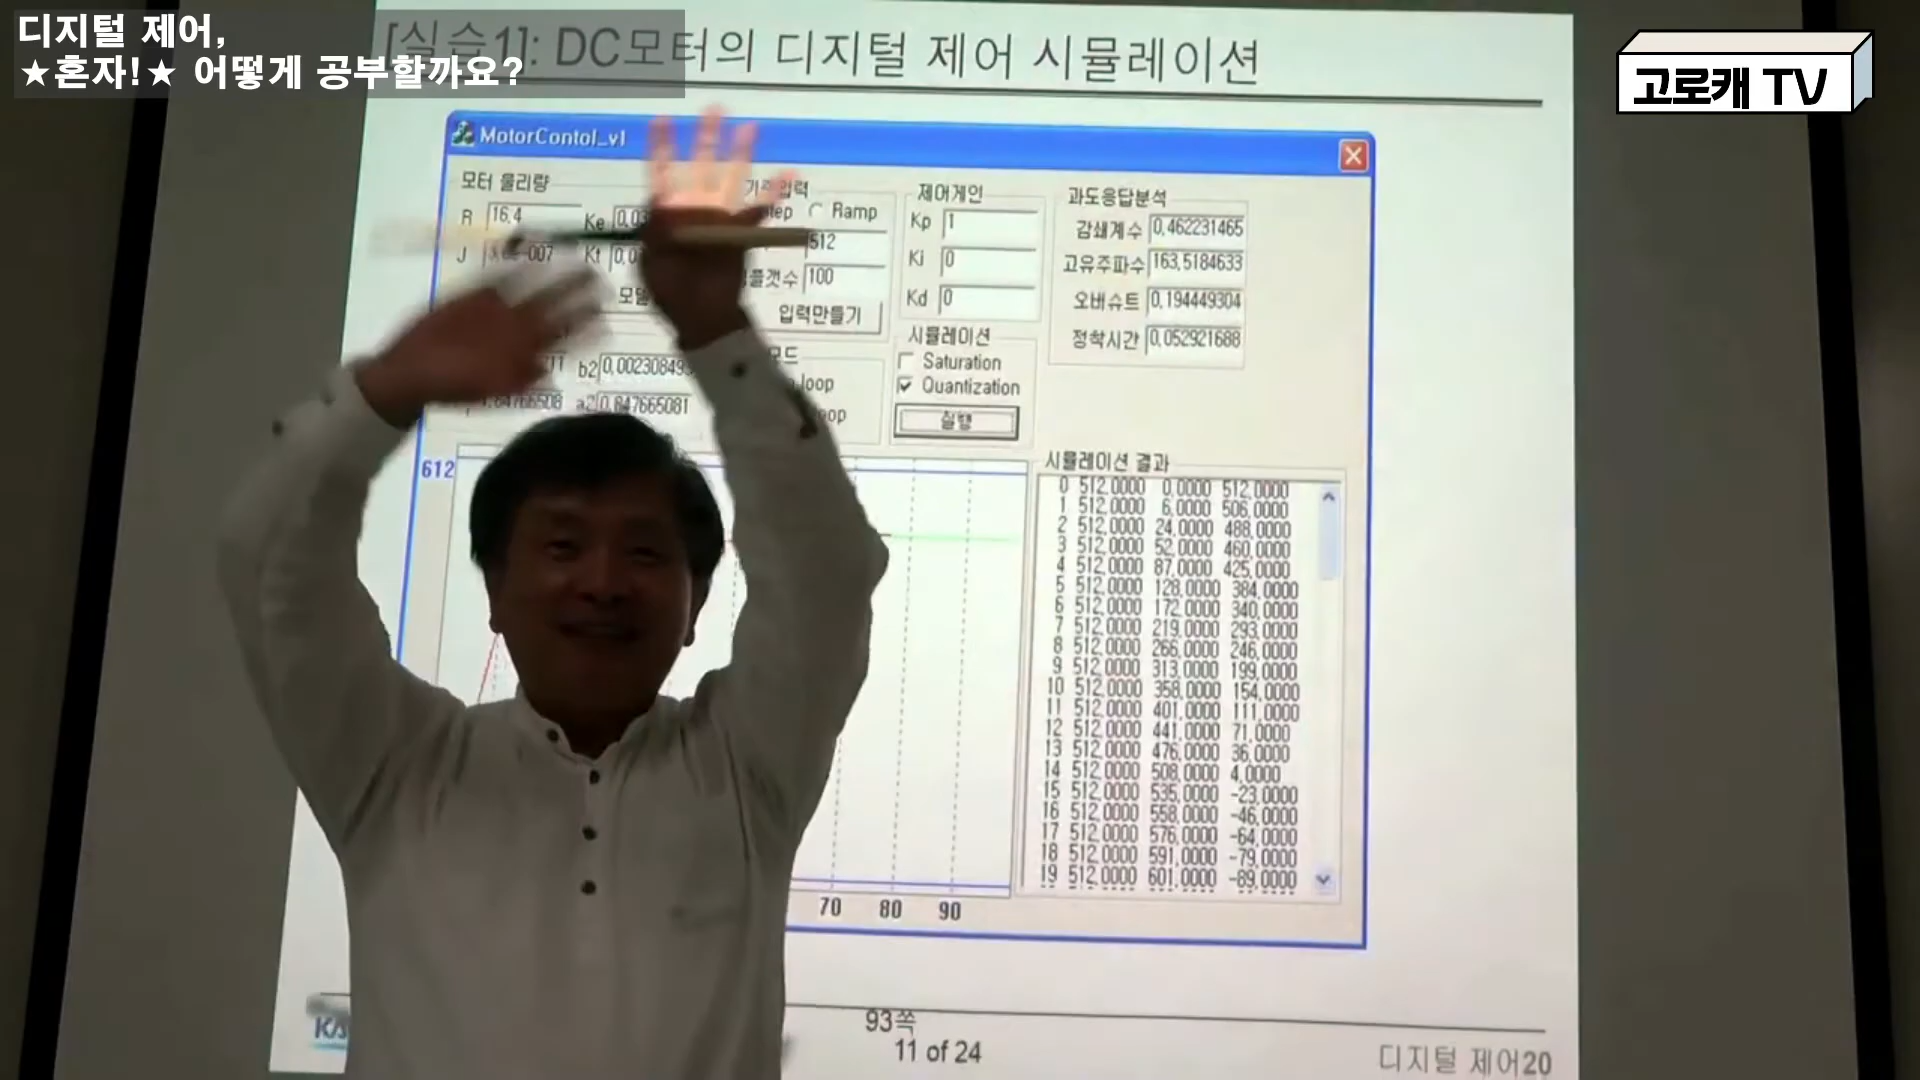 디지털 제어,
★혼자!★ 어떻게 공부할까요?
고로캐 TV
[실습1]: DC모터의 디지털 제어 시뮬레이션
MotorContol_v1
모터 물리량
R 16,4
Ke
J
Kt
입력
Ramp
512
100
입력만들기
b2 0,00230849
a2 0,847665081
loop
제어게인
Kp 1
Ki 0
Kd 0
시뮬레이션
Saturation
Quantization
실행
과도응답분석
감쇄계수 0,462231465
고유주파수 163,5184633
오버슈트 0,194449304
정착시간 0,052921688
612
70 80 90
시뮬레이션 결과
0 512,0000 0,0000 512,0000
1 512,0000 6,0000 506,0000
2 512,0000 24,0000 488,0000
3 512,0000 52,0000 460,0000
4 512,0000 87,0000 425,0000
5 512,0000 128,0000 384,0000
6 512,0000 172,0000 340,0000
7 512,0000 219,0000 293,0000
8 512,0000 266,0000 246,0000
9 512,0000 313,0000 199,0000
10 512,0000 358,0000 154,0000
11 512,0000 401,0000 111,0000
12 512,0000 441,0000 71,0000
13 512,0000 476,0000 36,0000
14 512,0000 508,0000 4,0000
15 512,0000 535,0000 -23,0000
16 512,0000 558,0000 -46,0000
17 512,0000 576,0000 -64,0000
18 512,0000 591,0000 -79,0000
19 512,0000 601,0000 -89,0000
93쪽
11 of 24
디지털 제어20